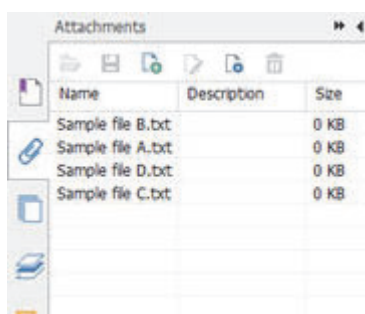 Attachments
Name Description Size
Sample file B.txt 0 KB
Sample file A.txt 0 KB
Sample file D.txt 0 KB
Sample file C.txt 0 KB